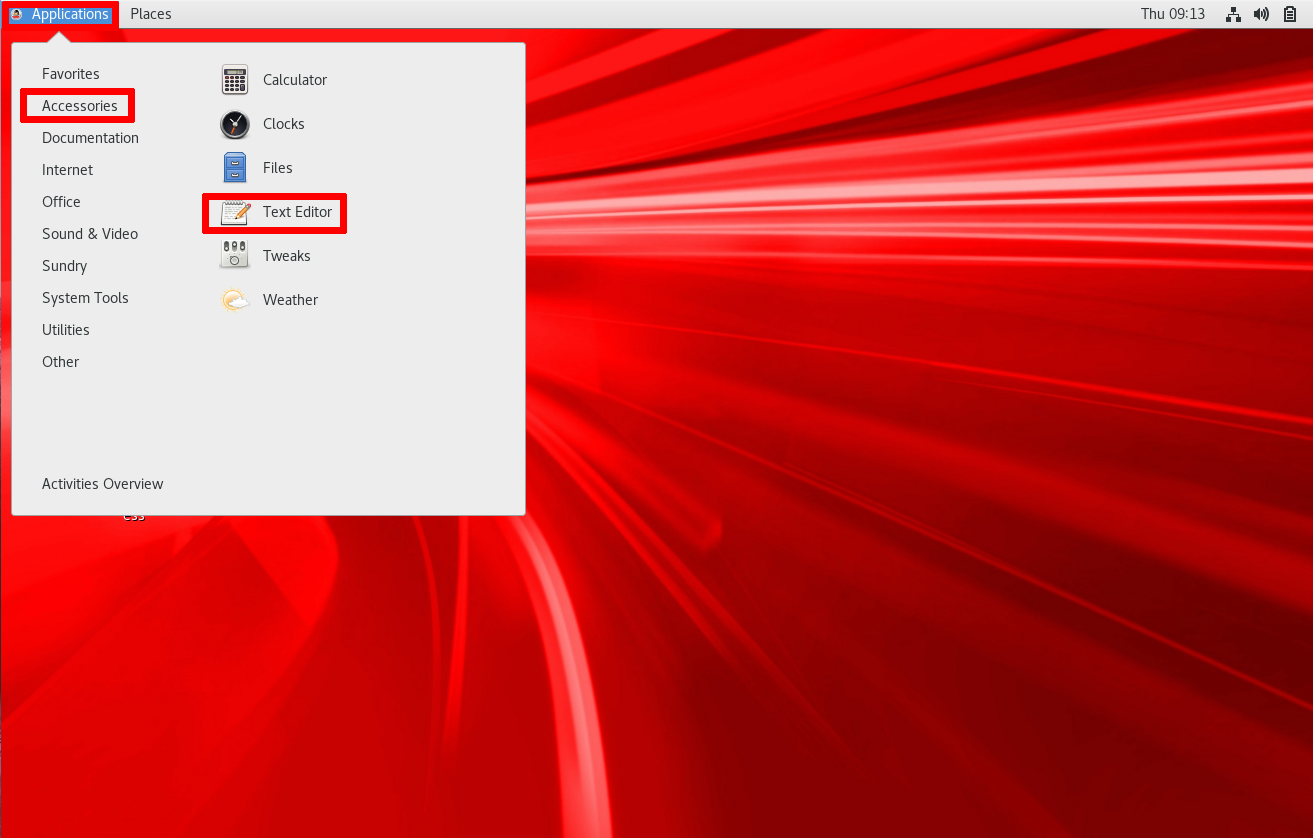 Applications Places Thu 09:13
Favorites
Accessories
Documentation
Internet
Office
Sound & Video
Sundry
System Tools
Utilities
Other
Calculator
Clocks
Files
Text Editor
Tweaks
Weather
Activities Overview
ess